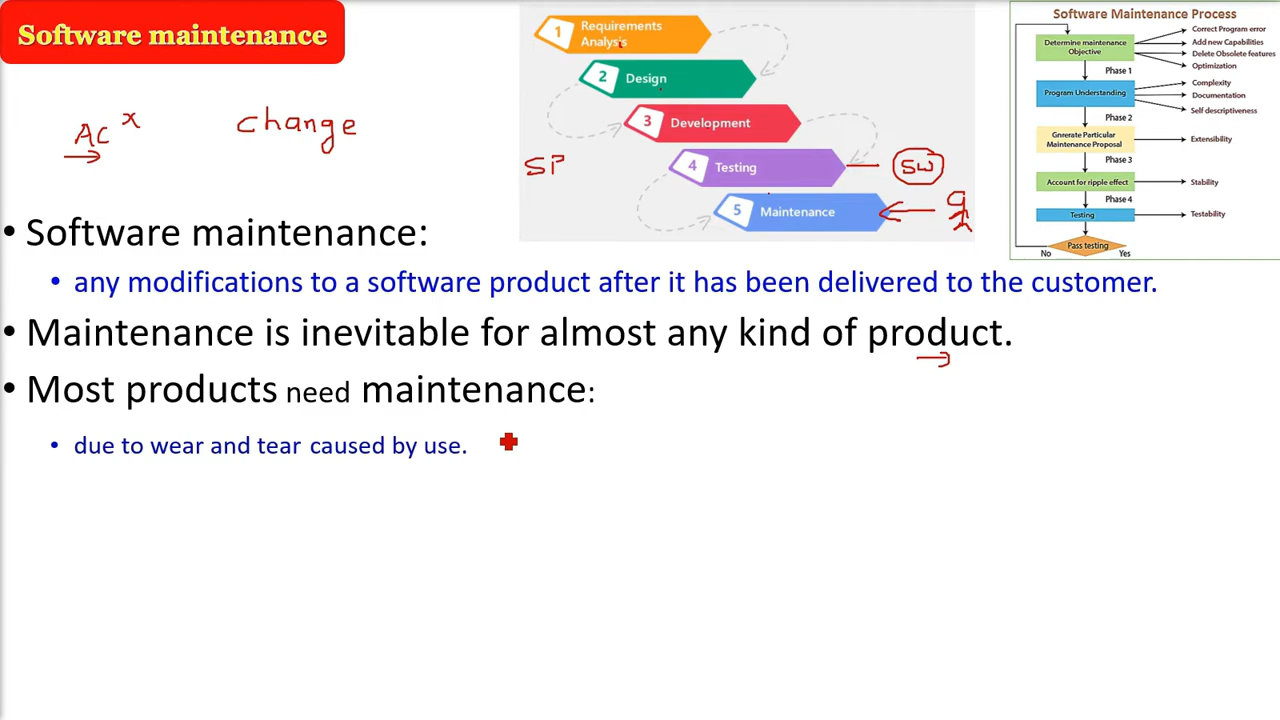 Software maintenance
AC x
change
1 Requirements
Analysis
2 Design
3 Development
4 Testing
5 Maintenance
SP
SW
Software Maintenance Process
Determine maintenance
Objective
Correct Program error
Add new Capabilities
Delete Obsolete features
Optimization
Phase 1
Program Understanding
Complexity
Documentation
Self descriptiveness
Phase 2
Gnrerate Particular
Maintenance Proposal
Extensibility
Phase 3
Account for ripple effect
Stability
Phase 4
Testing
Testability
Pass testing
No
Yes
• Software maintenance:
• any modifications to a software product after it has been delivered to the customer.
• Maintenance is inevitable for almost any kind of product.
• Most products need maintenance:
• due to wear and tear caused by use.